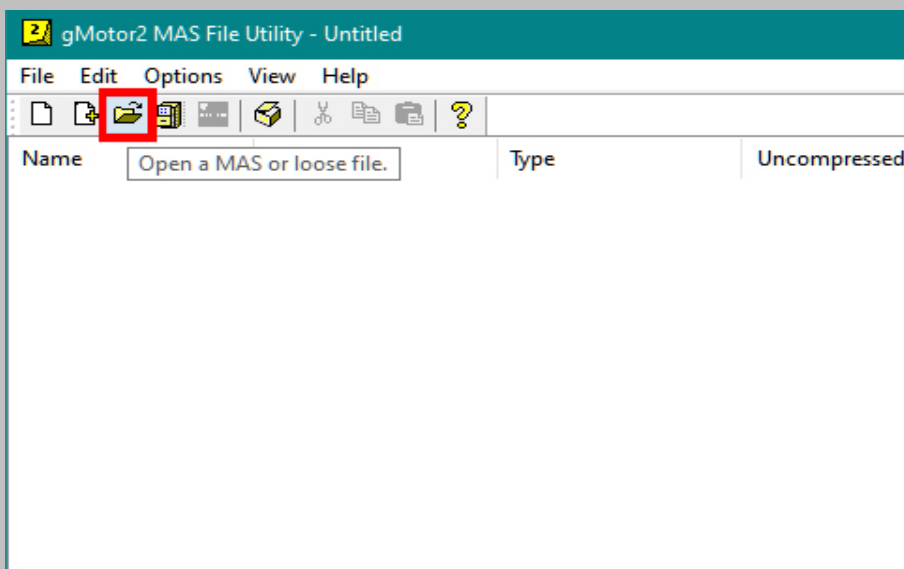 gMotor2 MAS File Utility - Untitled
File Edit Options View Help
Name Type Uncompressed
Open a MAS or loose file.